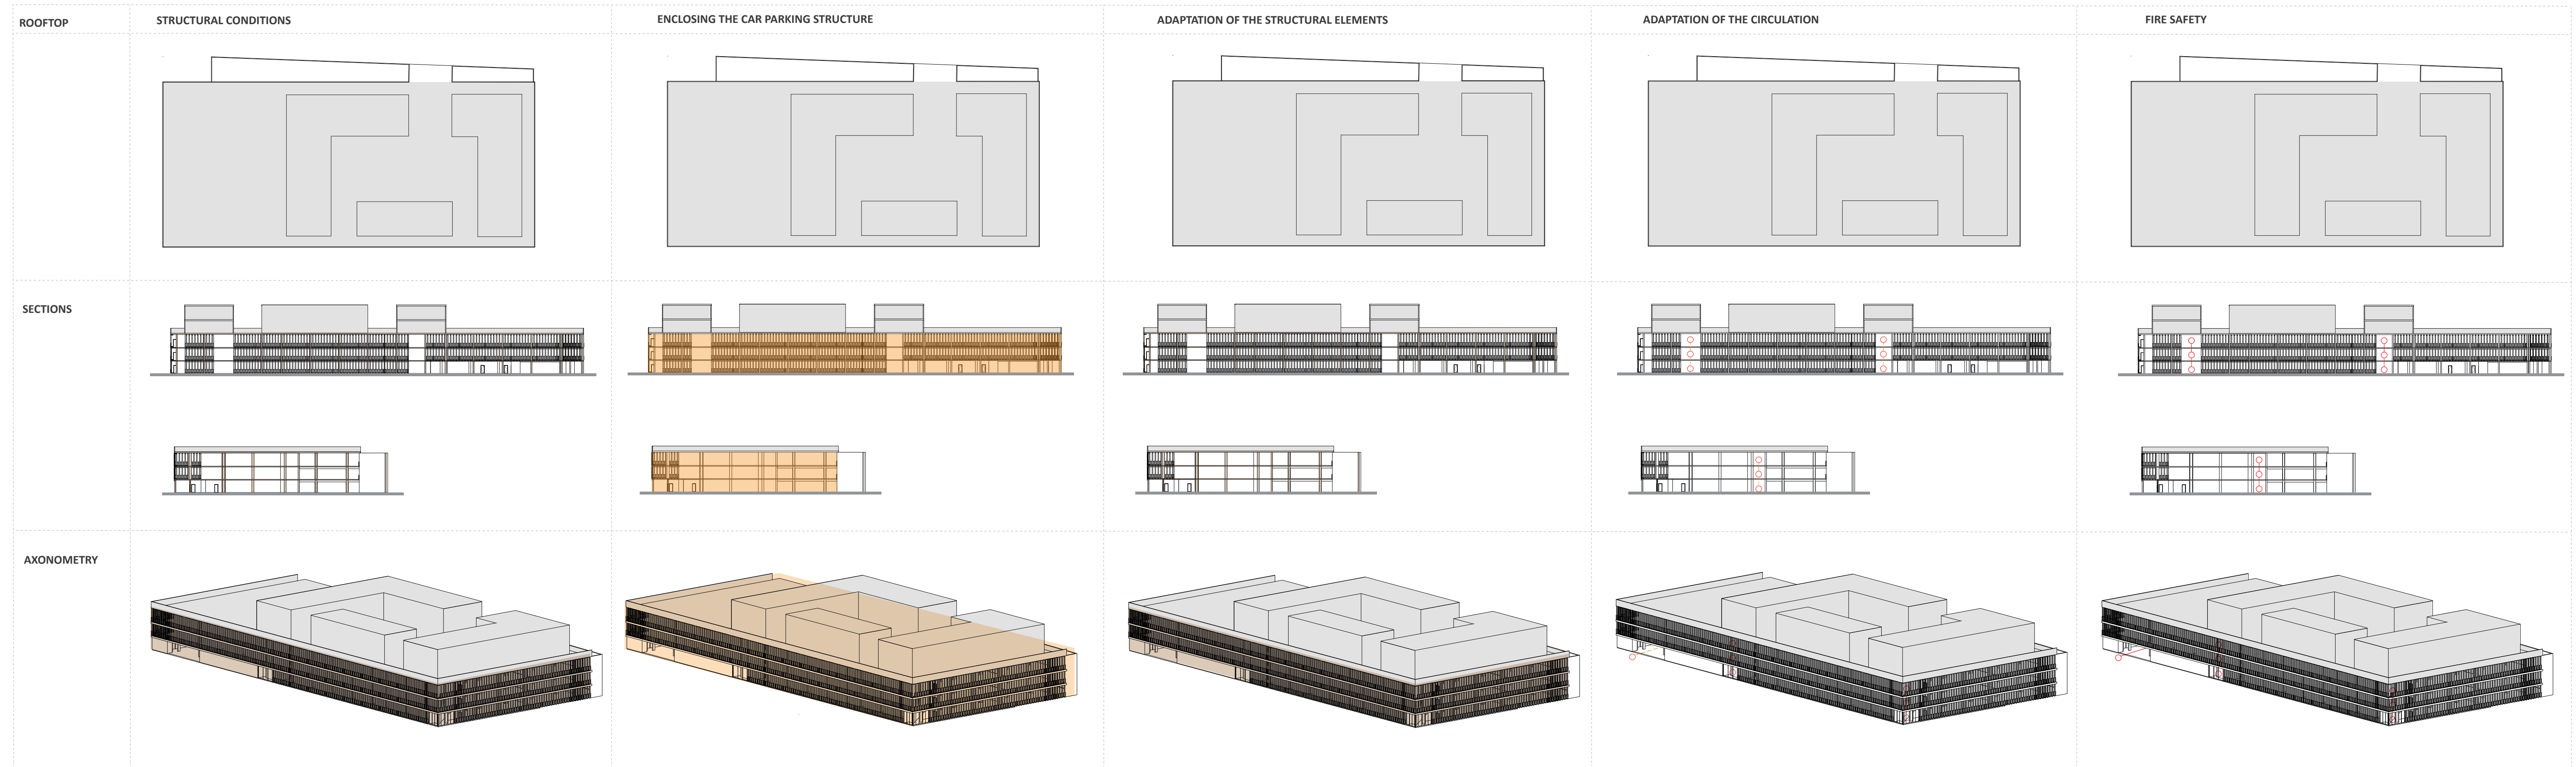 ROOFTOP
STRUCTURAL CONDITIONS
ENCLOSING THE CAR PARKING STRUCTURE
ADAPTATION OF THE STRUCTURAL ELEMENTS
ADAPTATION OF THE CIRCULATION
FIRE SAFETY
SECTIONS
AXONOMETRY